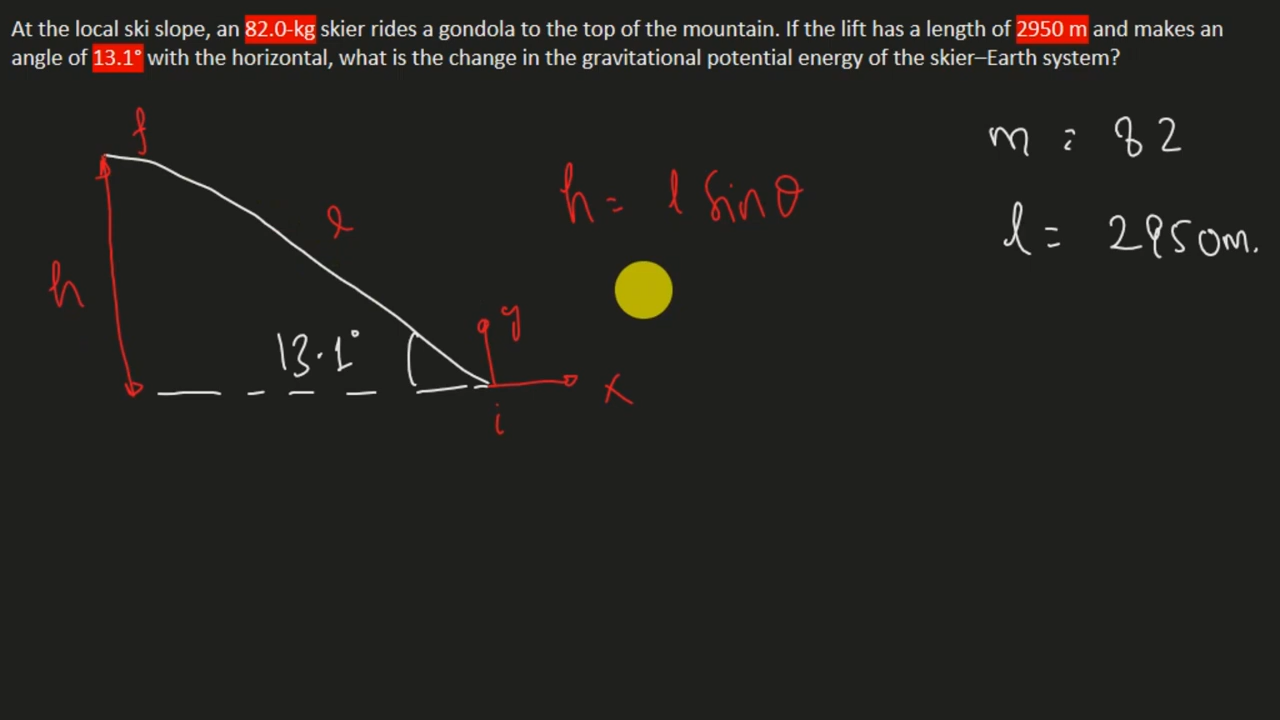 At the local ski slope, an 82.0-kg skier rides a gondola to the top of the mountain. If the lift has a length of 2950 m and makes an
angle of 13.1° with the horizontal, what is the change in the gravitational potential energy of the skier–Earth system?
f
m : 82
h = l sin θ
l
l = 2950m.
h
y
13.1°
x
i